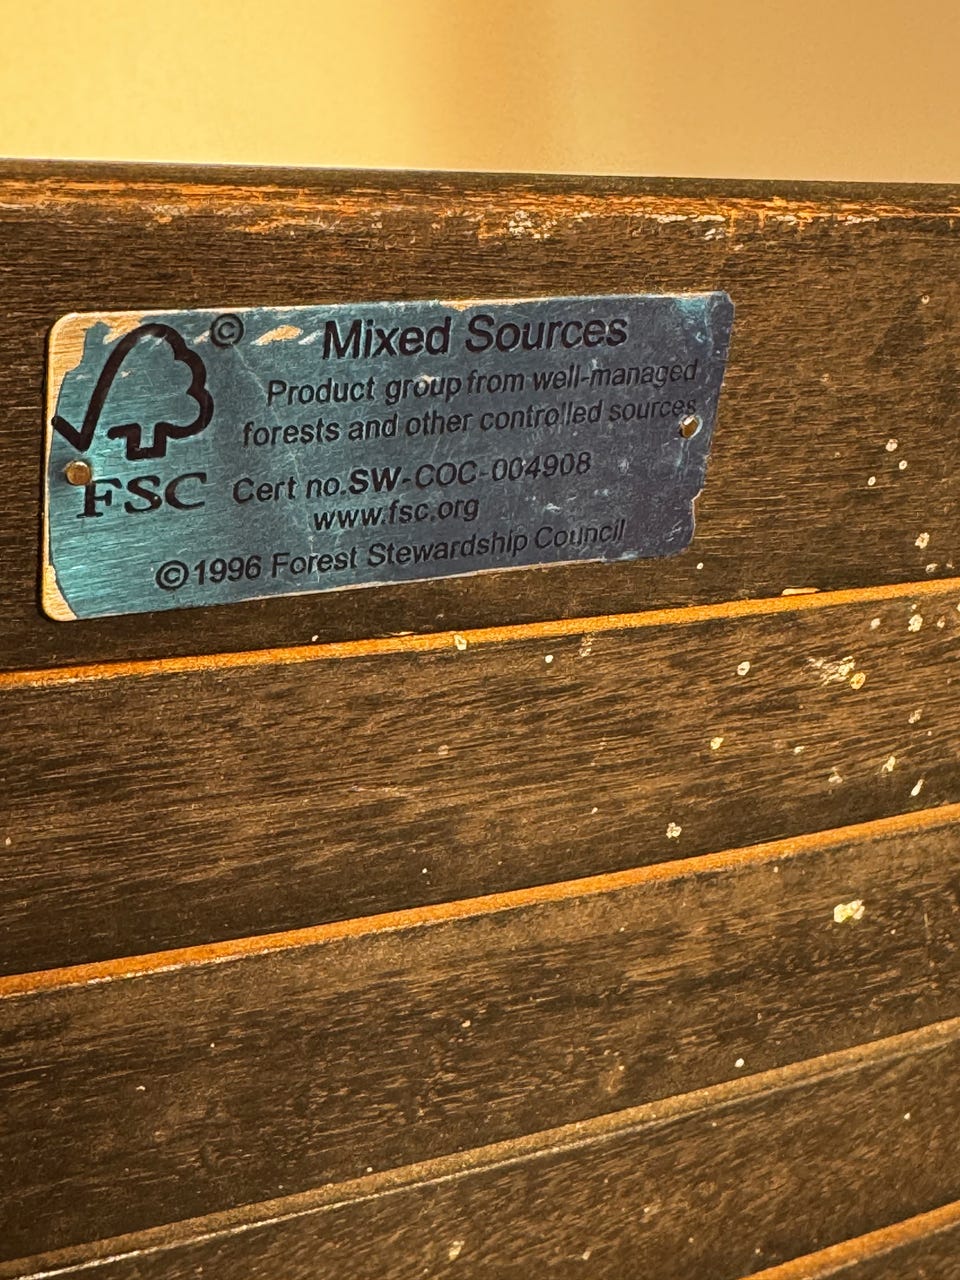 ©
Mixed Sources
Product group from well-managed
forests and other controlled sources
FSC
Cert no.SW-COC-004908
www.fsc.org
©1996 Forest Stewardship Council